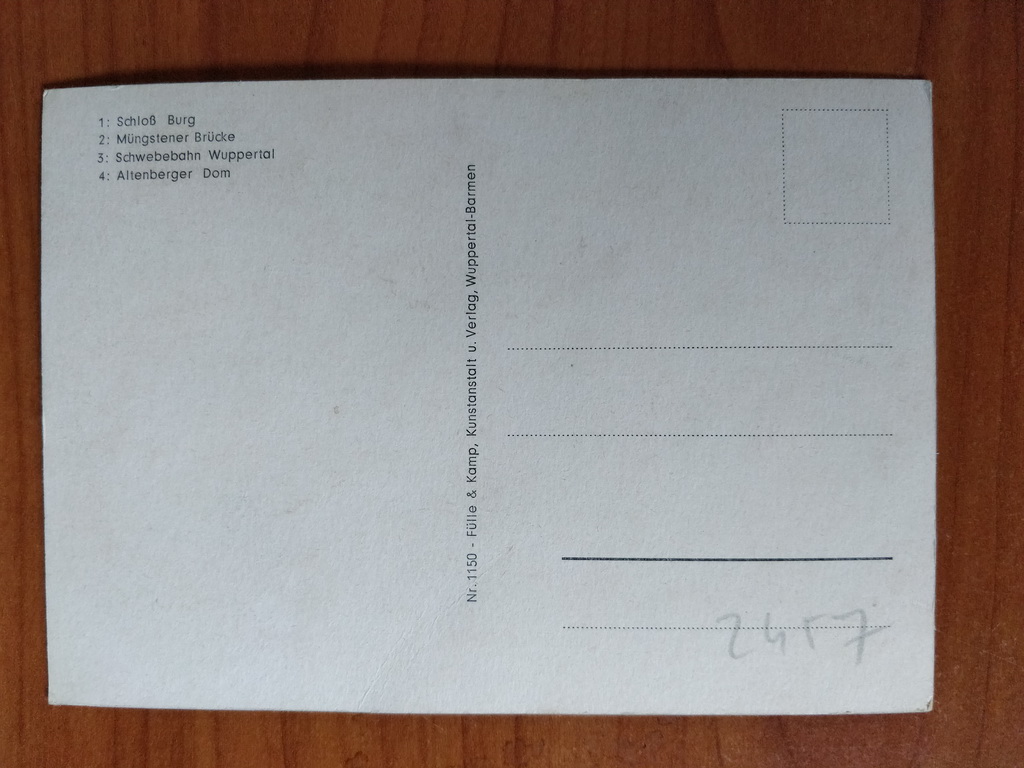 1: Schloß Burg
2: Müngstener Brücke
3: Schwebebahn Wuppertal
4: Altenberger Dom
Nr. 1150 - Fülle & Kamp, Kunstanstalt u. Verlag, Wuppertal-Barmen
2457